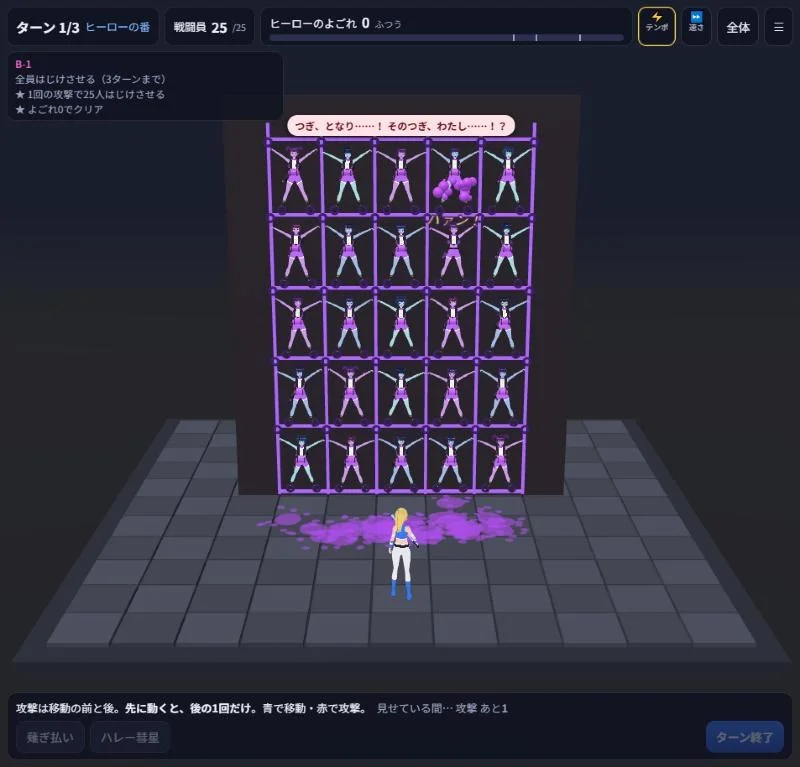 ターン 1/3 ヒーローの番
戦闘員 25 /25
ヒーローのよごれ 0 ふつう
テンポ
速さ
全体
B-1
全員はじけさせる（3ターンまで）
★ 1回の攻撃で25人はじけさせる
★ よごれ0でクリア
つぎ、となり……！ そのつぎ、わたし……！？
パァン！
攻撃は移動の前と後。先に動くと、後の1回だけ。青で移動・赤で攻撃。 見せている間… 攻撃 あと1
薙ぎ払い
ハレー彗星
ターン終了